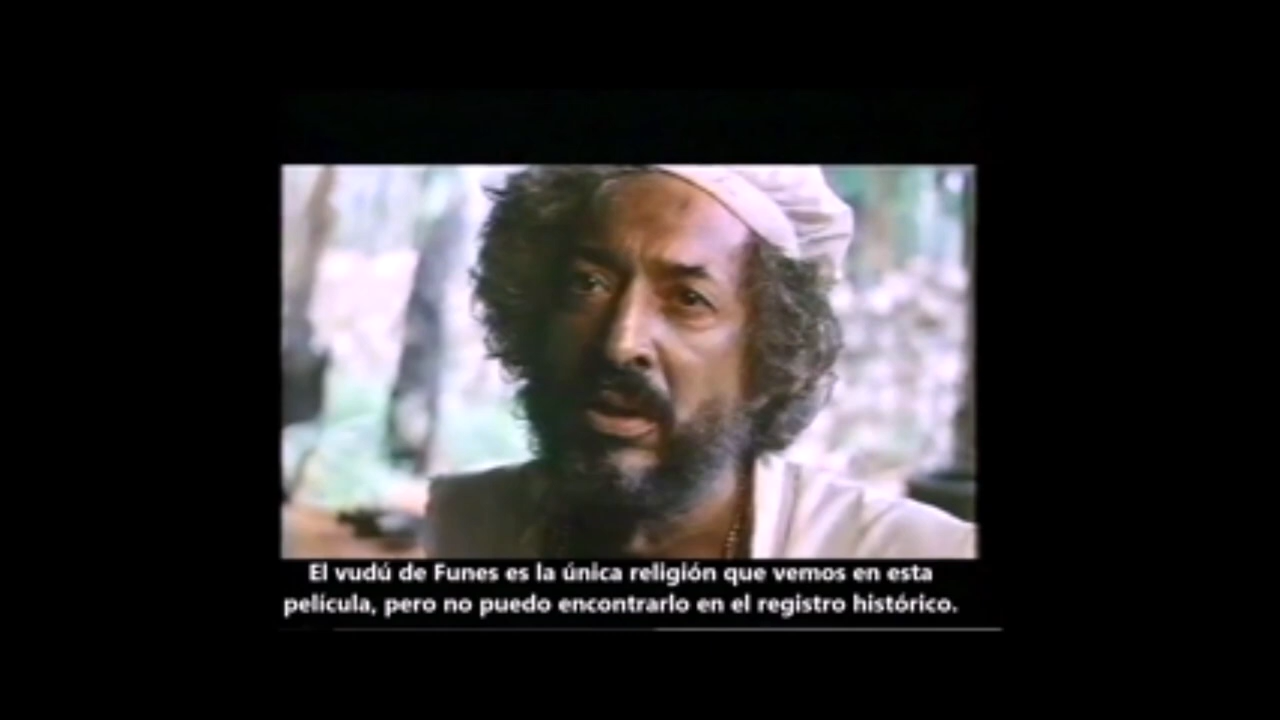 El vudú de Funes es la única religión que vemos en esta
película, pero no puedo encontrarlo en el registro histórico.